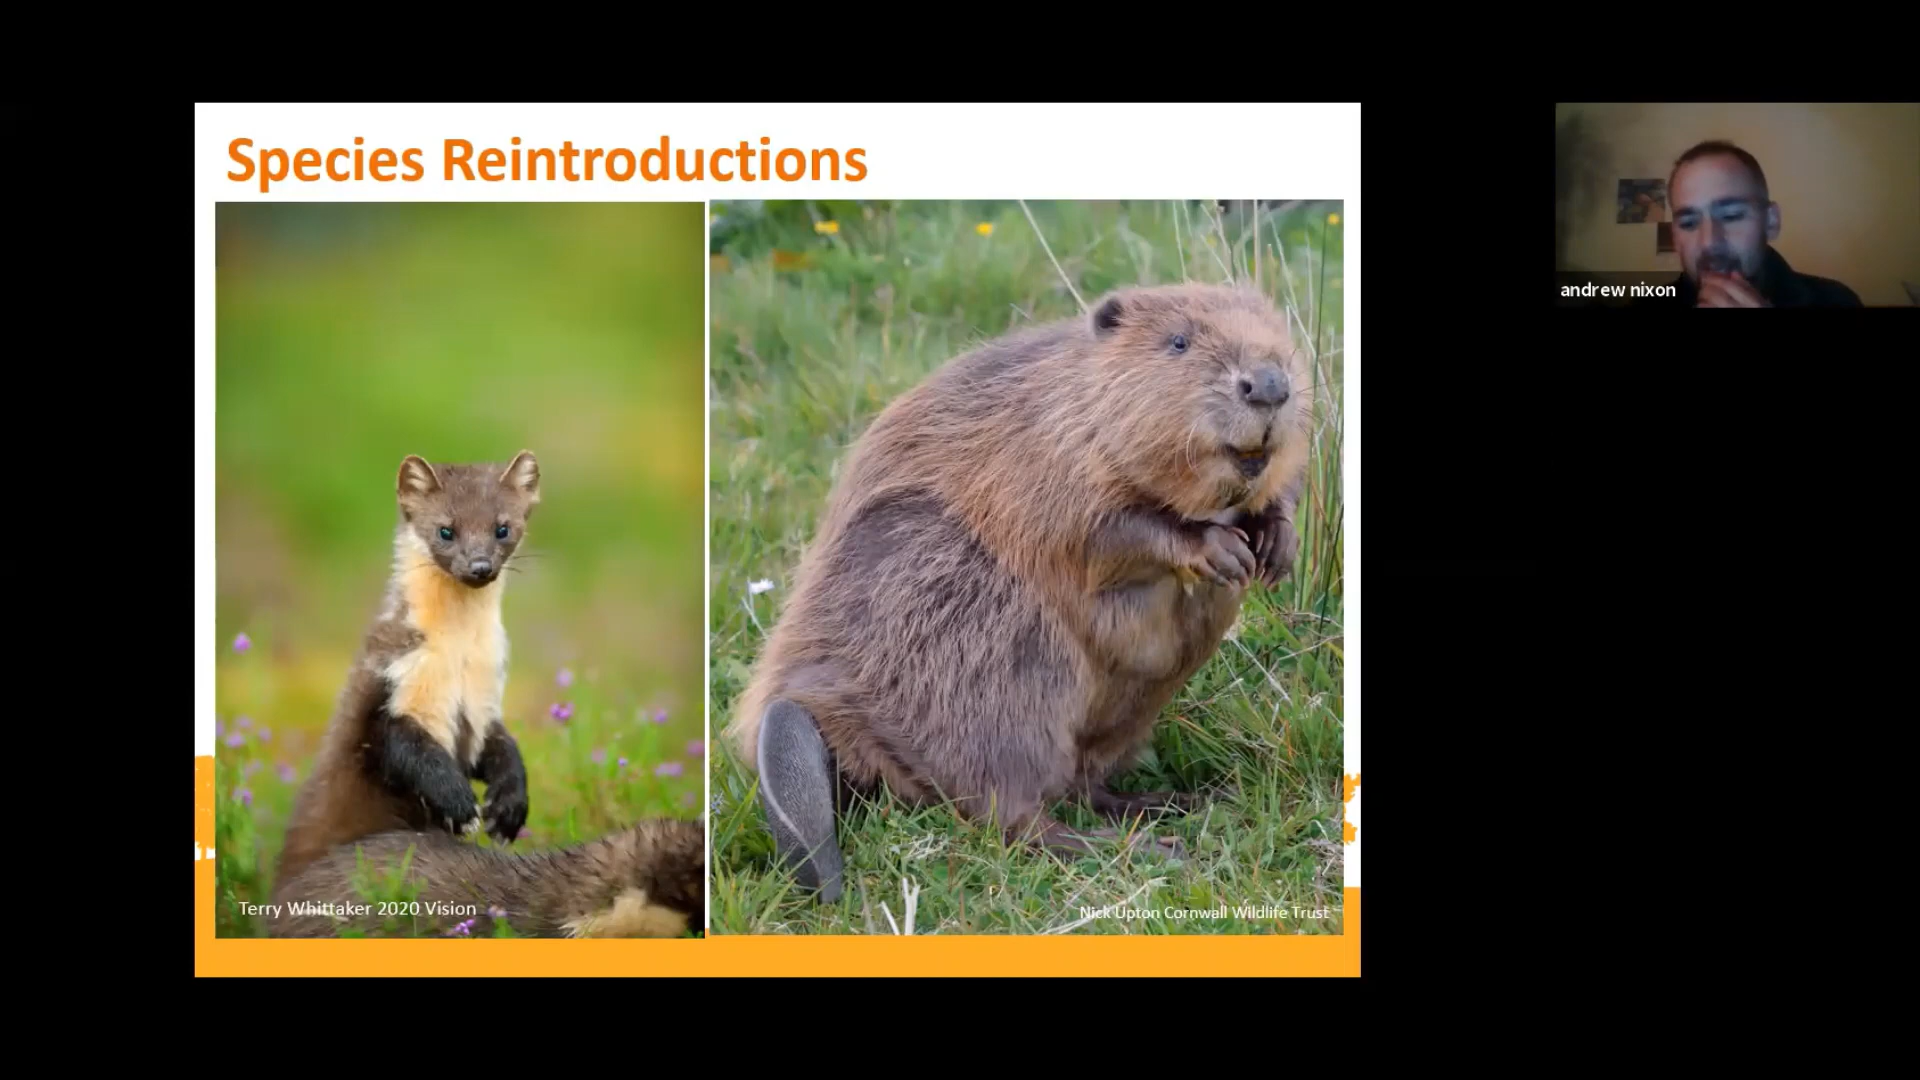 Species Reintroductions
andrew nixon
Terry Whittaker 2020 Vision
Nick Upton Cornwall Wildlife Trust